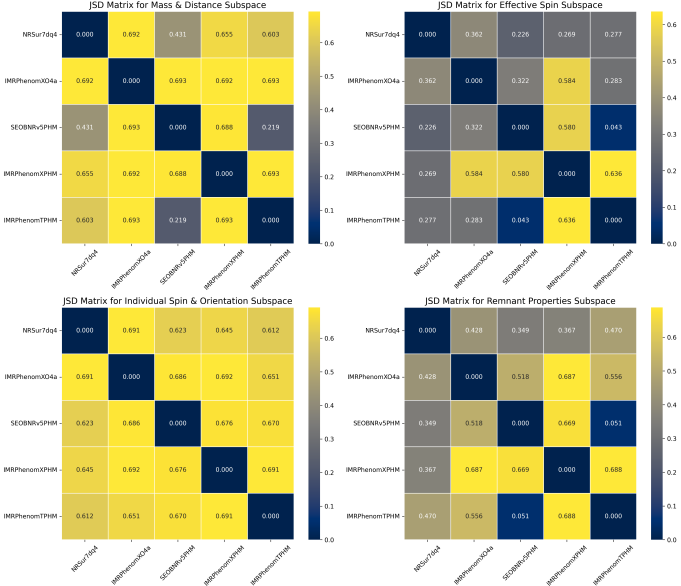 JSD Matrix for Mass & Distance Subspace
NRSur7dq4 0.000 0.692 0.431 0.655 0.603
IMRPhenomXO4a 0.692 0.000 0.693 0.692 0.693
SEOBNRv5PHM 0.431 0.693 0.000 0.688 0.219
IMRPhenomXPHM 0.655 0.692 0.688 0.000 0.693
IMRPhenomTPHM 0.603 0.693 0.219 0.693 0.000
NRSur7dq4 IMRPhenomXO4a SEOBNRv5PHM IMRPhenomXPHM IMRPhenomTPHM
0.6
0.5
0.4
0.3
0.2
0.1
0.0
JSD Matrix for Effective Spin Subspace
NRSur7dq4 0.000 0.362 0.226 0.269 0.277
IMRPhenomXO4a 0.362 0.000 0.322 0.584 0.283
SEOBNRv5PHM 0.226 0.322 0.000 0.580 0.043
IMRPhenomXPHM 0.269 0.584 0.580 0.000 0.636
IMRPhenomTPHM 0.277 0.283 0.043 0.636 0.000
NRSur7dq4 IMRPhenomXO4a SEOBNRv5PHM IMRPhenomXPHM IMRPhenomTPHM
0.6
0.5
0.4
0.3
0.2
0.1
0.0
JSD Matrix for Individual Spin & Orientation Subspace
NRSur7dq4 0.000 0.691 0.623 0.645 0.612
IMRPhenomXO4a 0.691 0.000 0.686 0.692 0.651
SEOBNRv5PHM 0.623 0.686 0.000 0.676 0.670
IMRPhenomXPHM 0.645 0.692 0.676 0.000 0.691
IMRPhenomTPHM 0.612 0.651 0.670 0.691 0.000
NRSur7dq4 IMRPhenomXO4a SEOBNRv5PHM IMRPhenomXPHM IMRPhenomTPHM
0.6
0.5
0.4
0.3
0.2
0.1
0.0
JSD Matrix for Remnant Properties Subspace
NRSur7dq4 0.000 0.428 0.349 0.367 0.470
IMRPhenomXO4a 0.428 0.000 0.518 0.687 0.556
SEOBNRv5PHM 0.349 0.518 0.000 0.669 0.051
IMRPhenomXPHM 0.367 0.687 0.669 0.000 0.688
IMRPhenomTPHM 0.470 0.556 0.051 0.688 0.000
NRSur7dq4 IMRPhenomXO4a SEOBNRv5PHM IMRPhenomXPHM IMRPhenomTPHM
0.6
0.5
0.4
0.3
0.2
0.1
0.0